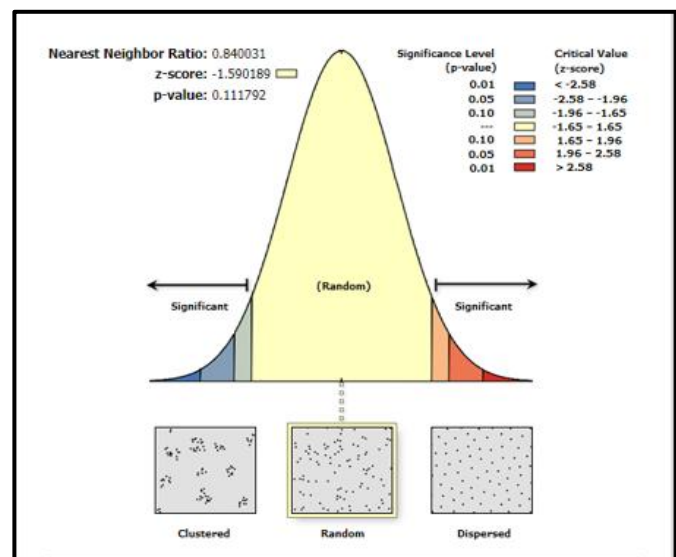 Nearest Neighbor Ratio: 0.840031
z-score: -1.590189
p-value: 0.111792
Significance Level (p-value)
Critical Value (z-score)
0.01 < -2.58
0.05 -2.58 – -1.96
0.10 -1.96 – -1.65
--- -1.65 – 1.65
0.10 1.65 – 1.96
0.05 1.96 – 2.58
0.01 > 2.58
Significant
(Random)
Significant
Clustered
Random
Dispersed